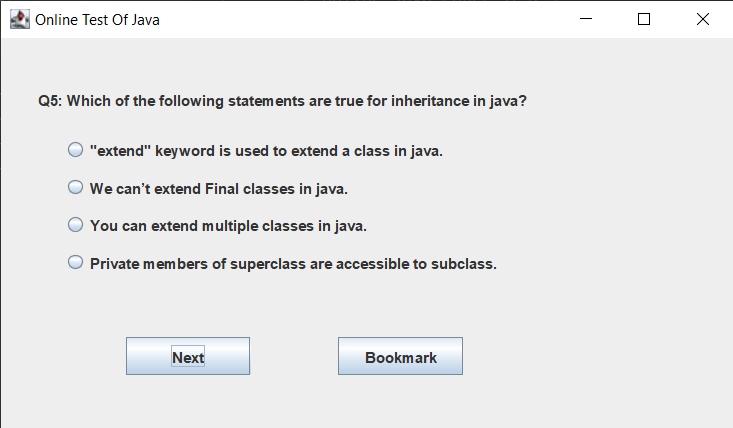 Online Test Of Java
Q5: Which of the following statements are true for inheritance in java?
"extend" keyword is used to extend a class in java.
We can’t extend Final classes in java.
You can extend multiple classes in java.
Private members of superclass are accessible to subclass.
Next
Bookmark